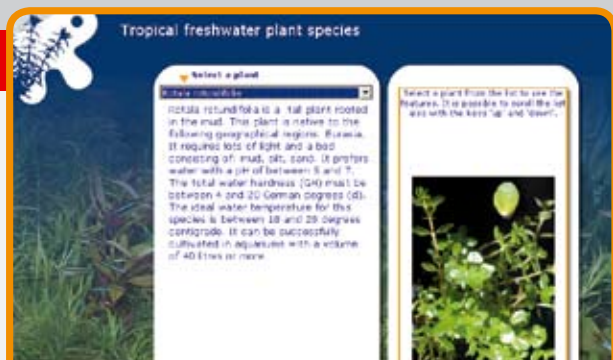 Tropical freshwater plant species
Select a plant
Rotala rotundifolia
Rotala rotundifolia is a tall plant rooted
in the mud. This plant is native to the
following geographical regions: Eurasia.
It requires lots of light and a bed
consisting of: mud, silt, sand. It prefers
water with a pH of between 5 and 7.
The total water hardness (GH) must be
between 4 and 20 German degrees (d).
The ideal water temperature for this
species is between 18 and 29 degrees
centigrade. It can be successfully
cultivated in aquariums with a volume
of 40 litres or more.
Select a plant from the list to see the
features. It is possible to scroll the list
also with the keys 'up' and 'down'.